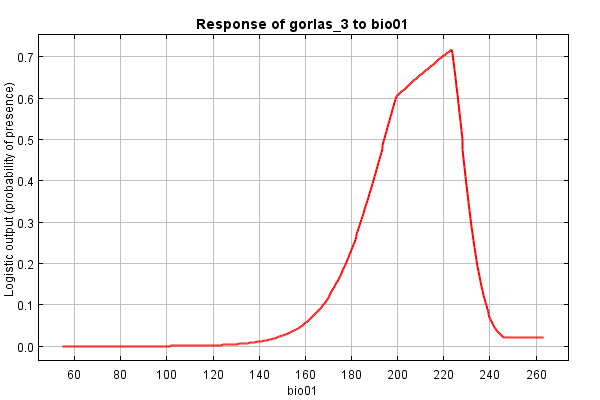 Response of gorlas_3 to bio01
Logistic output (probability of presence)
0.7
0.6
0.5
0.4
0.3
0.2
0.1
0.0
60 80 100 120 140 160 180 200 220 240 260
bio01